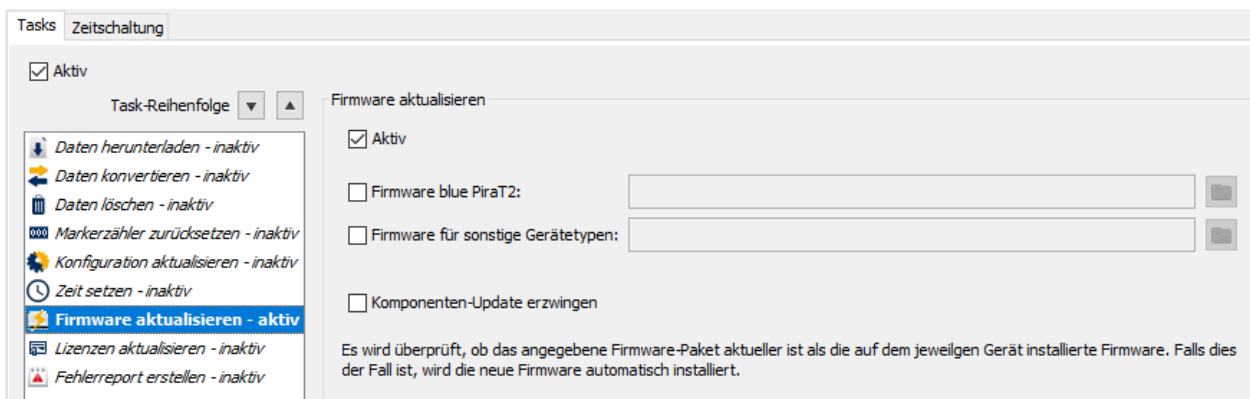 Tasks Zeitschaltung
Aktiv
Task-Reihenfolge
Daten herunterladen - inaktiv
Daten konvertieren - inaktiv
Daten löschen - inaktiv
000 Markerzähler zurücksetzen - inaktiv
Konfiguration aktualisieren - inaktiv
Zeit setzen - inaktiv
Firmware aktualisieren - aktiv
Lizenzen aktualisieren - inaktiv
Fehlerreport erstellen - inaktiv
Firmware aktualisieren
Aktiv
Firmware blue PiraT2:
Firmware für sonstige Gerätetypen:
Komponenten-Update erzwingen
Es wird überprüft, ob das angegebene Firmware-Paket aktueller ist als die auf dem jeweilgen Gerät installierte Firmware. Falls dies
der Fall ist, wird die neue Firmware automatisch installiert.